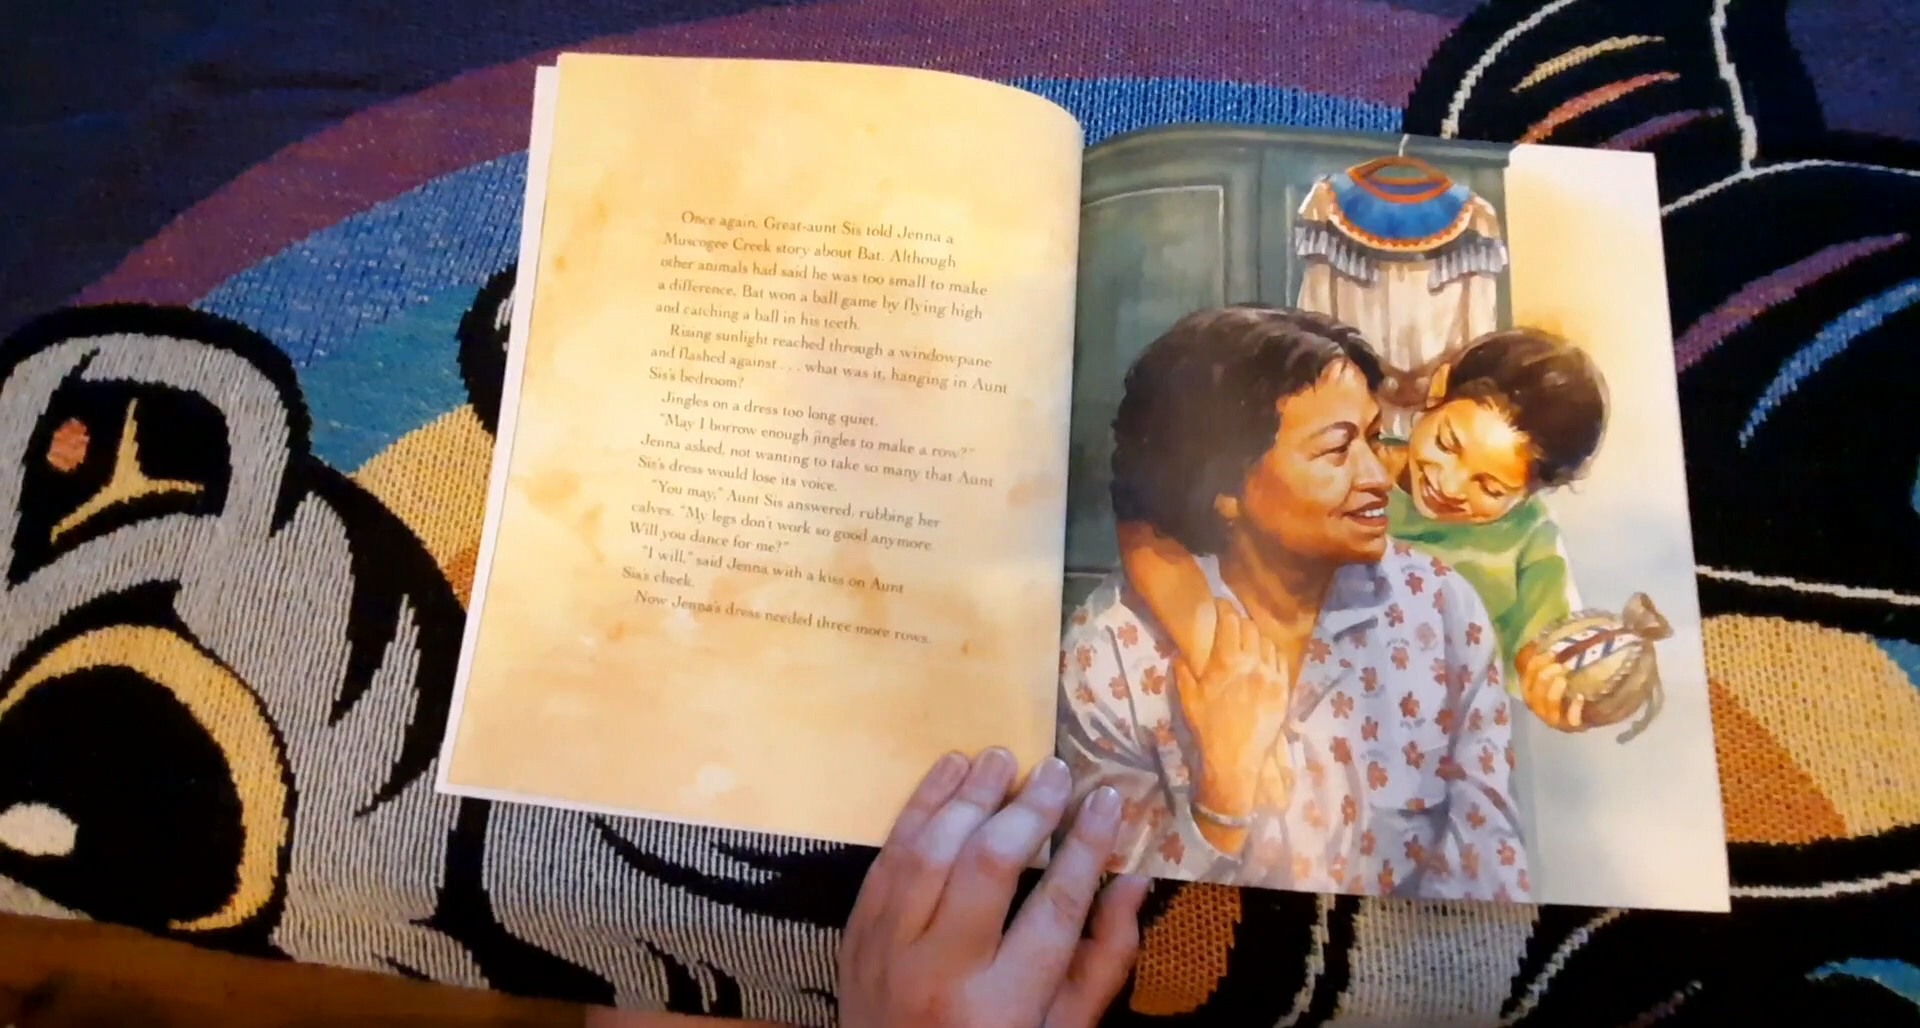 Once again, Great-aunt Sis told Jenna a
Muscogee Creek story about Bat. Although
other animals had said he was too small to make
a difference, Bat won a ball game by flying high
and catching a ball in his teeth.
Rising sunlight reached through a windowpane
and flashed against . . . what was it, hanging in Aunt
Sis's bedroom?
Jingles on a dress too long quiet.
"May I borrow enough jingles to make a row?"
Jenna asked, not wanting to take so many that Aunt
Sis's dress would lose its voice.
"You may," Aunt Sis answered, rubbing her
calves. "My legs don't work so good anymore.
Will you dance for me?"
"I will," said Jenna with a kiss on Aunt
Sis's cheek.
Now Jenna's dress needed three more rows.